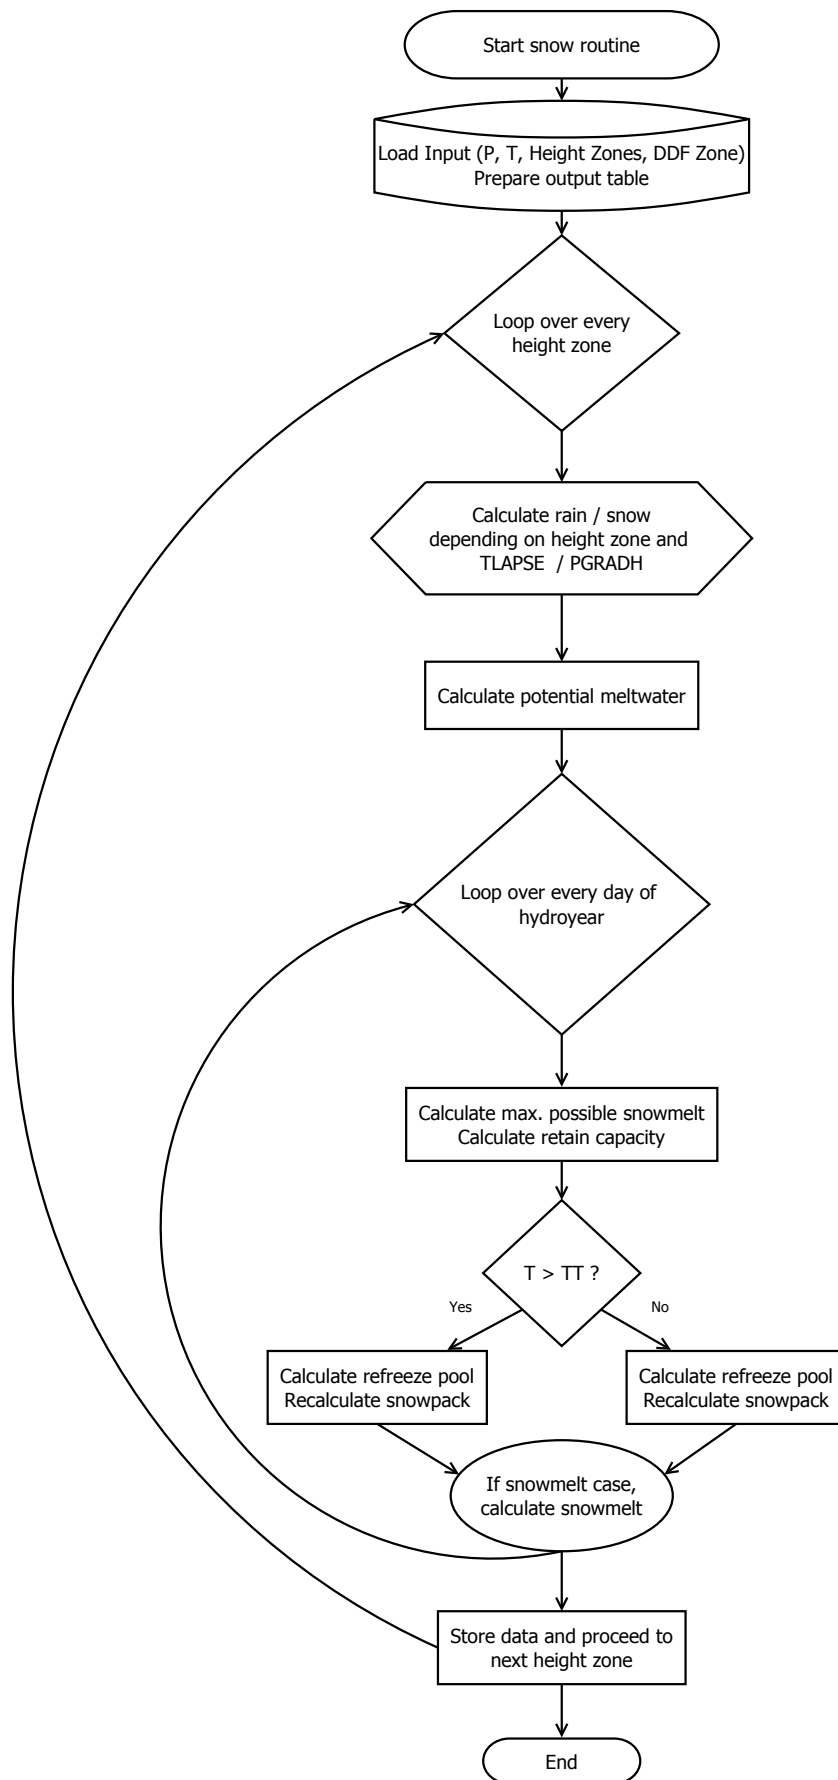 Start snow routine
Load Input (P, T, Height Zones, DDF Zone)
Prepare output table
Loop over every
height zone
Calculate rain / snow
depending on height zone and
TLAPSE / PGRADH
Calculate potential meltwater
Loop over every day of
hydroyear
Calculate max. possible snowmelt
Calculate retain capacity
T > TT ?
Yes
No
Calculate refreeze pool
Recalculate snowpack
Calculate refreeze pool
Recalculate snowpack
If snowmelt case,
calculate snowmelt
Store data and proceed to
next height zone
End